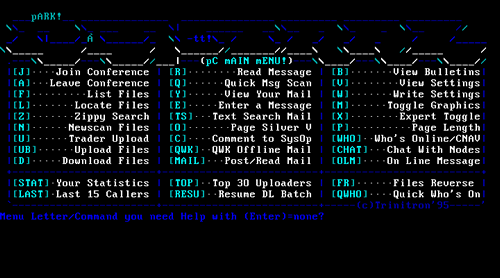 pARK!
-tt!
(pC mAIN mENU!)
[J] Join Conference [R] Read Message [B] View Bulletins
[A] Leave Conference [Q] Quick Msg Scan [V] View Settings
[F] List Files [Y] View Your Mail [W] Write Settings
[L] Locate Files [E] Enter a Message [M] Toggle Graphics
[Z] Zippy Search [TS] Text Search Mail [X] Expert Toggle
[N] Newscan Files [O] Page Silver V [P] Page Length
[U] Trader Upload [C] Comment to SysOp [WHO] Who's Online/CNAV
[UB] Upload Files [QWK] QWK Offline Mail [CHAT] Chat With Modes
[D] Download Files [MAIL] Post/Read Mail [OLM] On Line Message
[STAT] Your Statistics [TOP] Top 30 Uploaders [FR] Files Reverse
[LAST] Last 15 Callers [RESU] Resume DL Batch [QWHO] Quick Who's On
Menu Letter/Command you need Help with (Enter)=none?